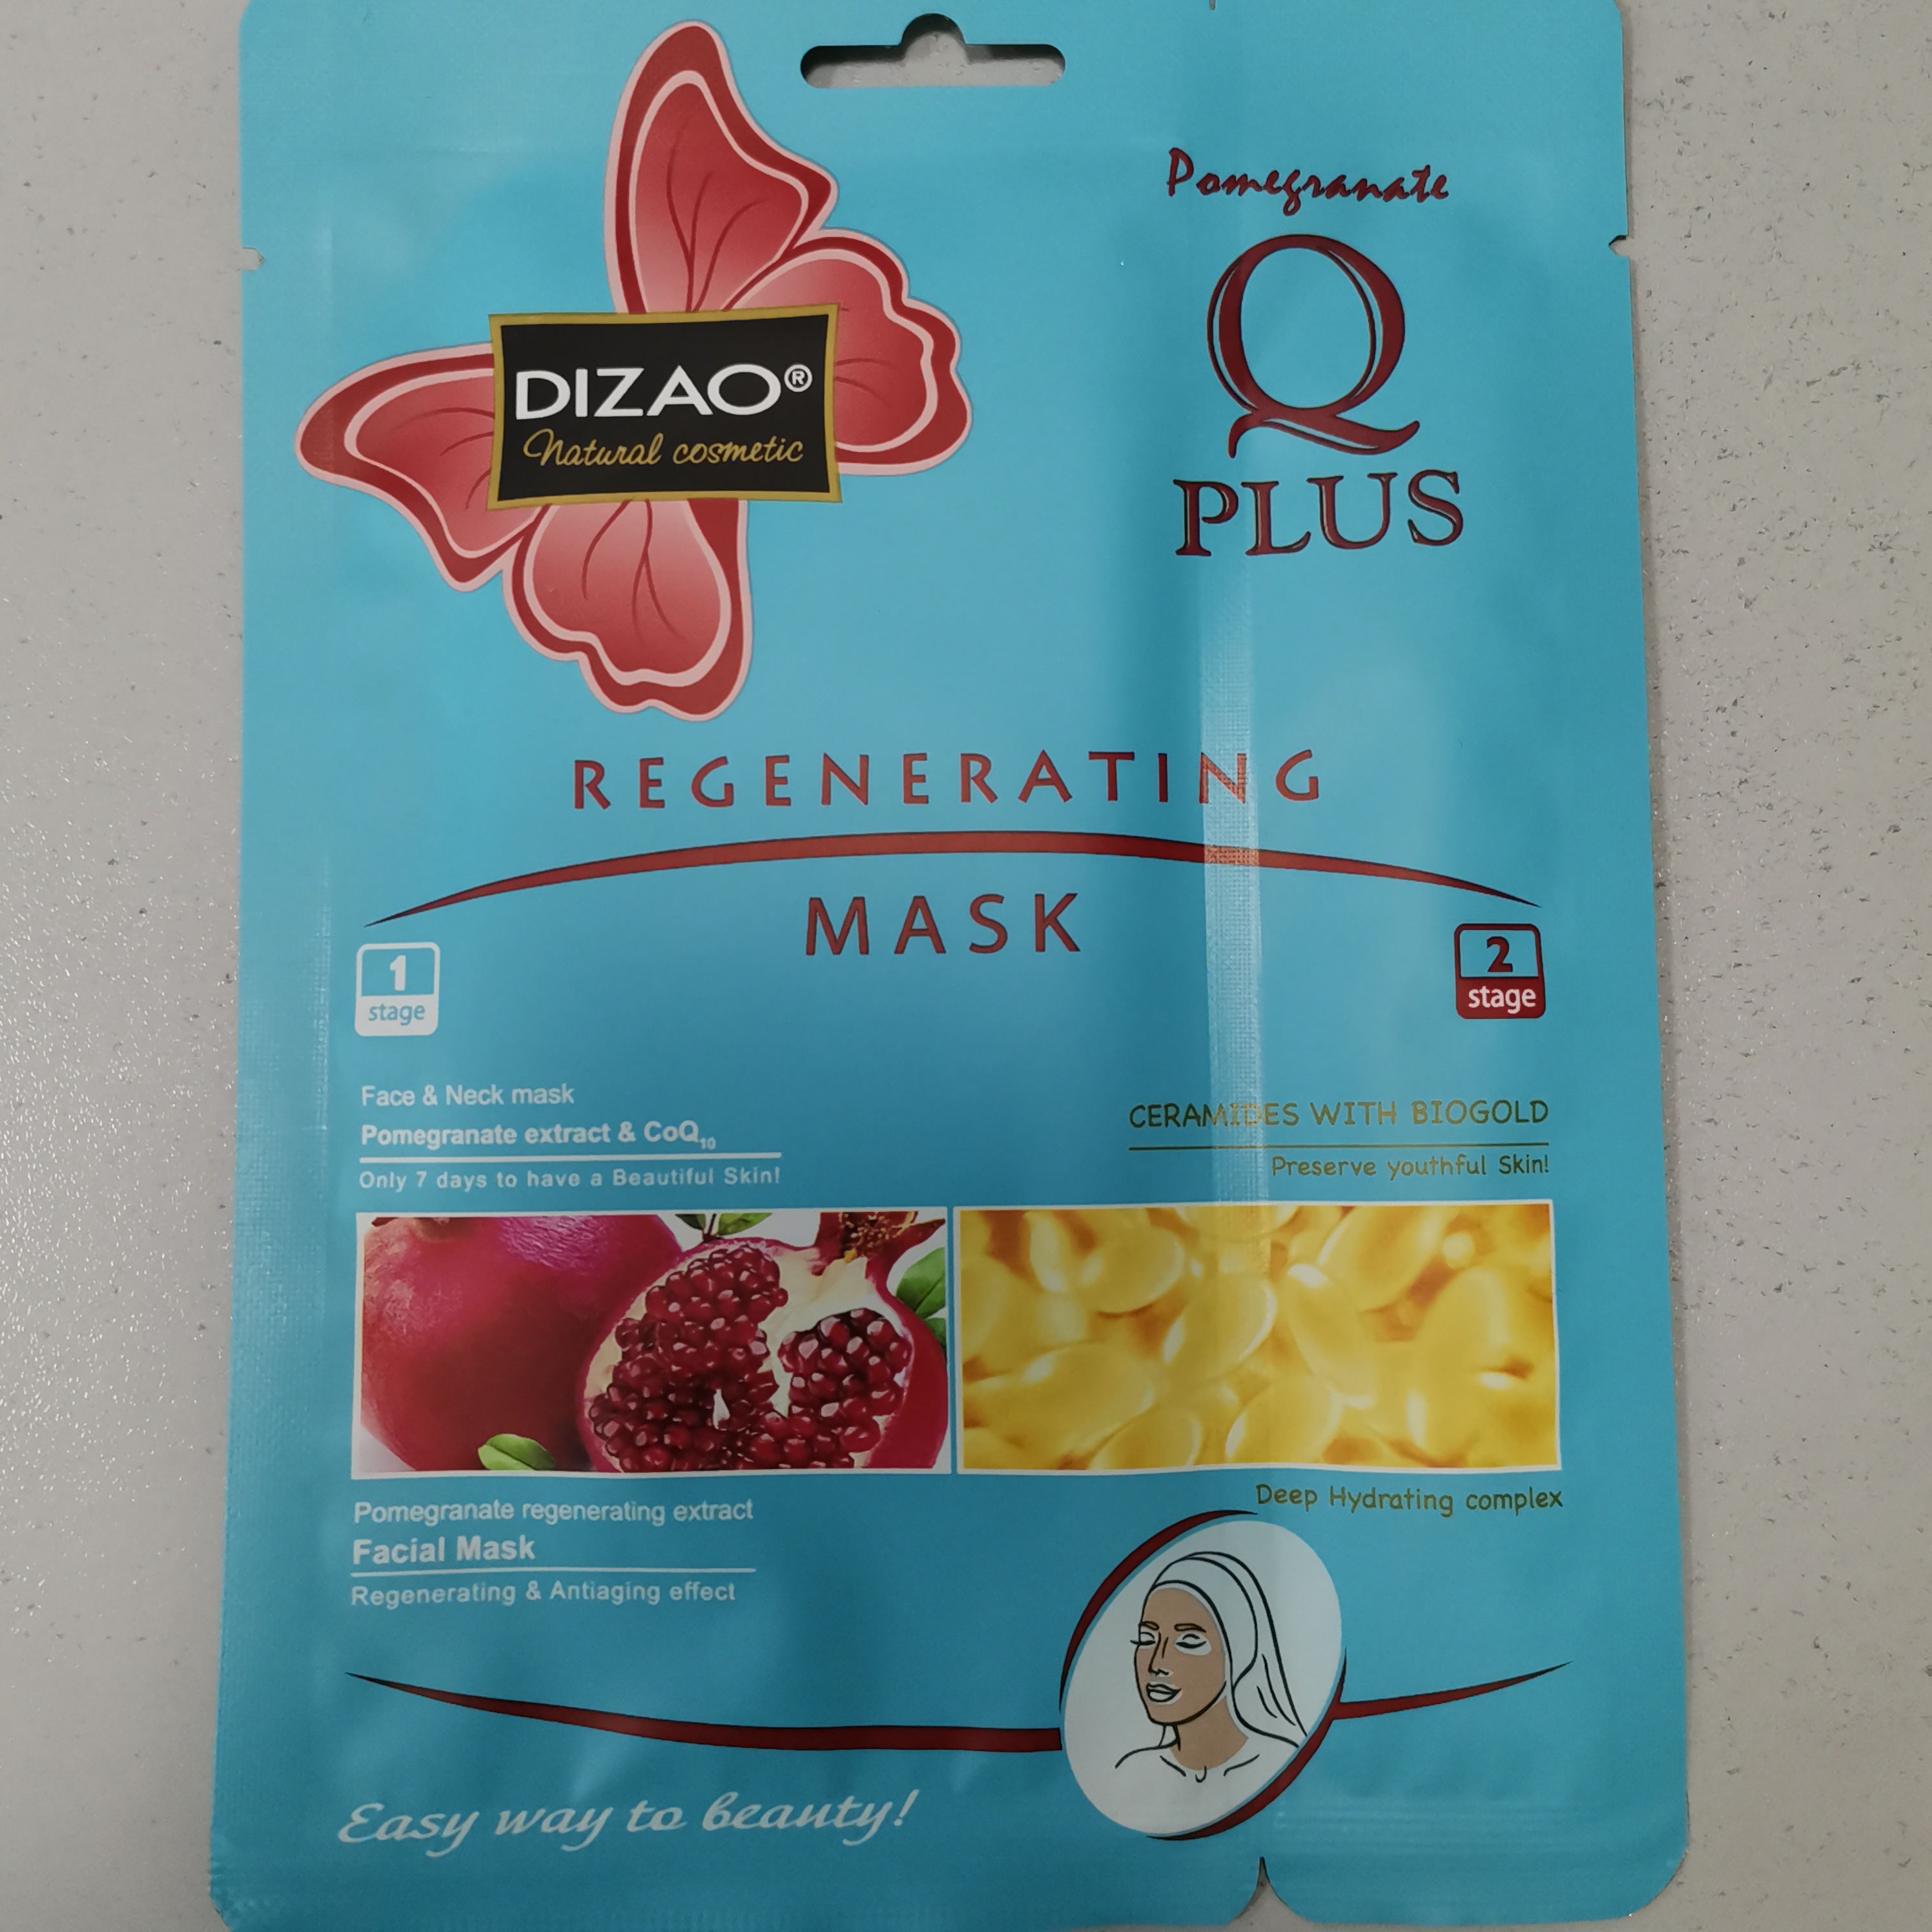 DIZAO®
Natural cosmetic
Pomegranate
Q
PLUS
REGENERATING
MASK
1
stage
2
stage
Face & Neck mask
Pomegranate extract & CoQ10
Only 7 days to have a Beautiful Skin!
CERAMIDES WITH BIOGOLD
Preserve youthful Skin!
Pomegranate regenerating extract
Facial Mask
Regenerating & Antiaging effect
Deep Hydrating complex
Easy way to beauty!